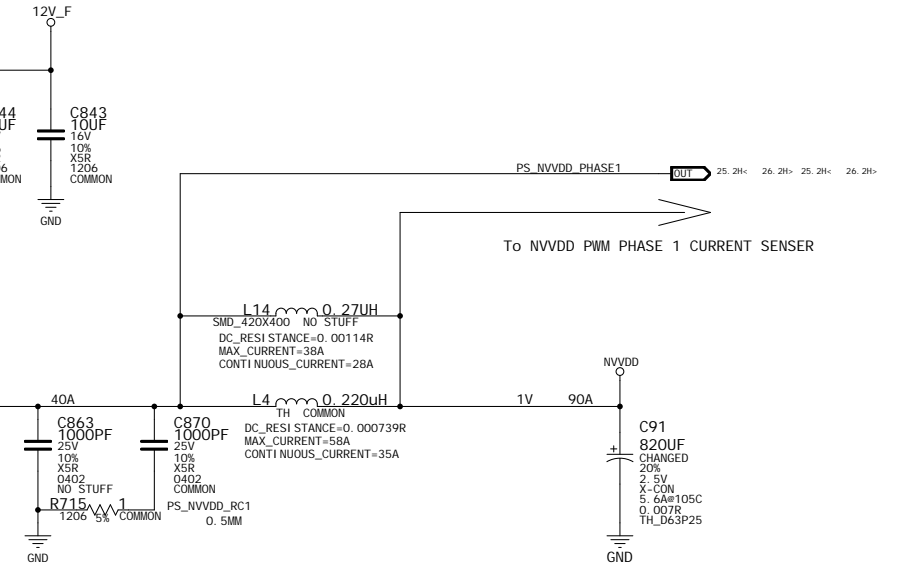 12V_F
44
UF
6
MON
C843
10UF
16V
10%
X5R
1206
COMMON
GND
PS_NVVDD_PHASE1
OUT
25.2H< 26.2H> 25.2H< 26.2H>
To NVVDD PWM PHASE 1 CURRENT SENSER
L14 0.27UH
SMD_420X400 NO STUFF
DC_RESISTANCE=0.00114R
MAX_CURRENT=38A
CONTINUOUS_CURRENT=28A
NVVDD
40A
L4 0.220uH
TH COMMON
DC_RESISTANCE=0.000739R
MAX_CURRENT=58A
CONTINUOUS_CURRENT=35A
1V 90A
C863
1000PF
25V
10%
X5R
0402
NO STUFF
C870
1000PF
25V
10%
X5R
0402
COMMON
R715 1
1206 5% COMMON
PS_NVVDD_RC1
0.5MM
GND
C91
+
820UF
CHANGED
20%
2.5V
X-CON
5.6A@105C
0.007R
TH_D63P25
GND